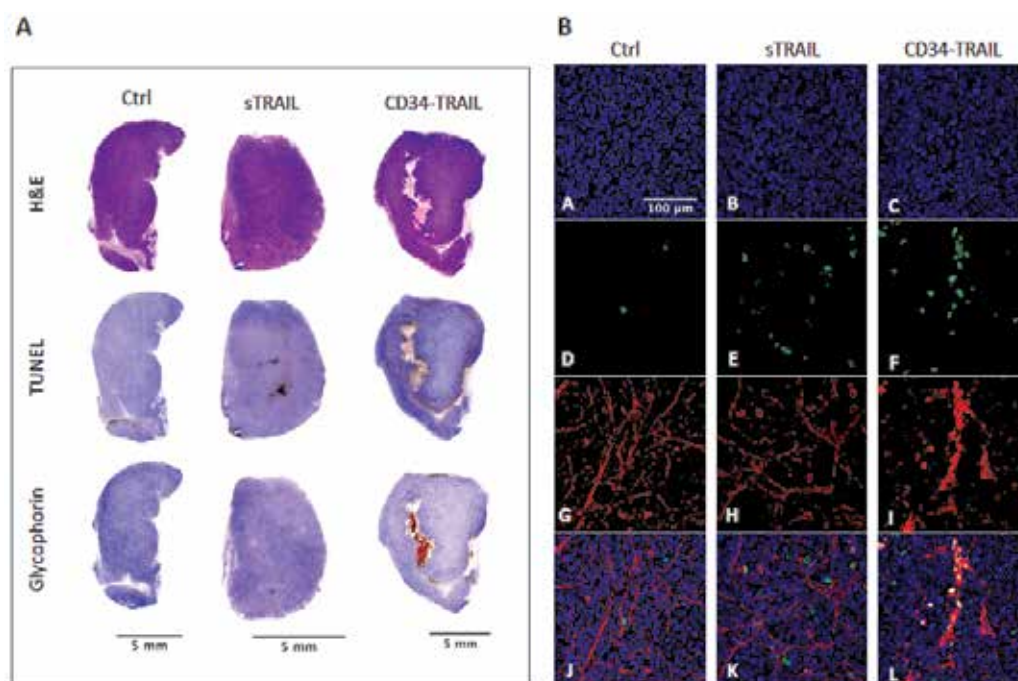 A
Ctrl
sTRAIL
CD34-TRAIL
H&E
TUNEL
Glycophorin
5 mm
5 mm
5 mm
B
Ctrl
sTRAIL
CD34-TRAIL
A
100 µm
B
C
D
E
F
G
H
I
J
K
L